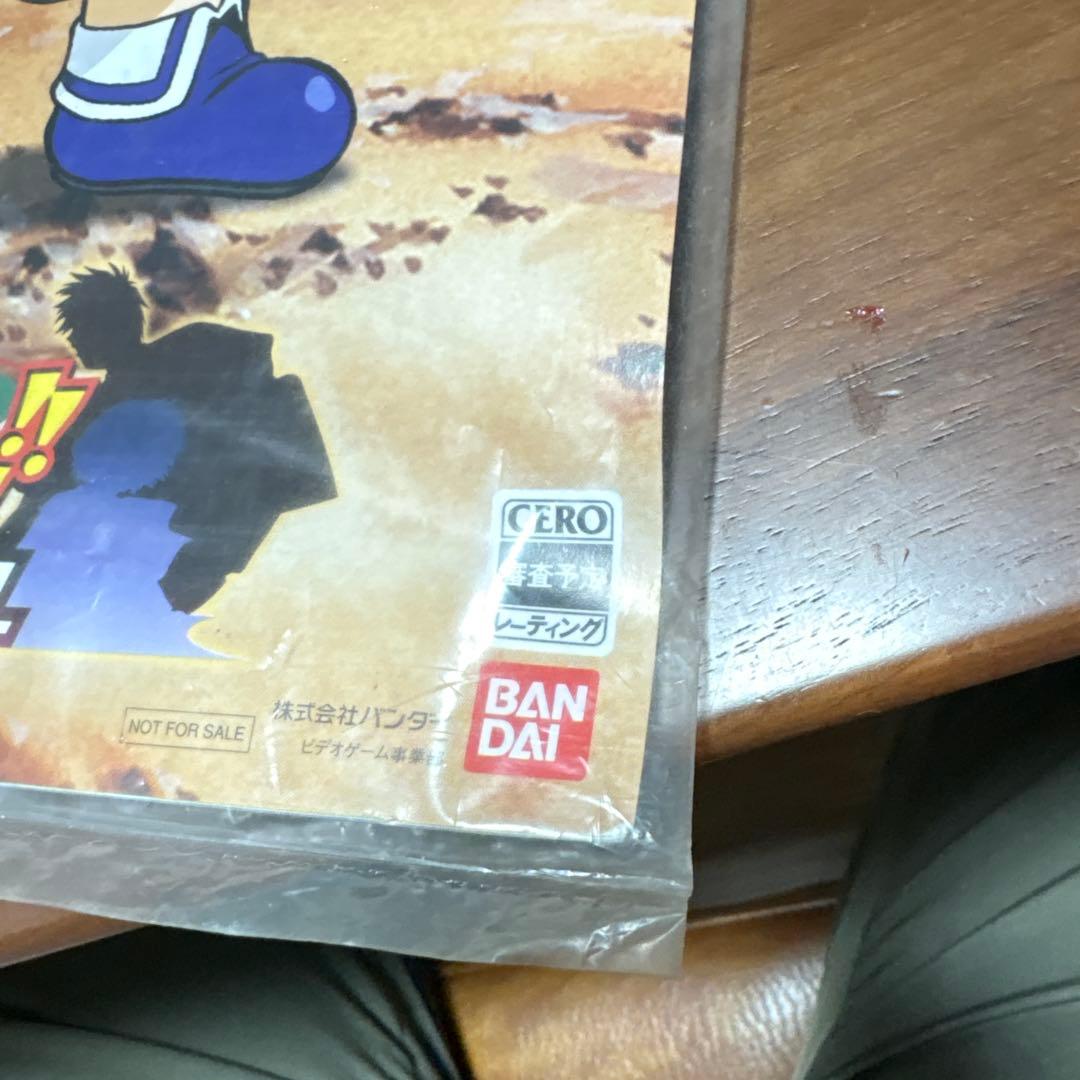 !!
CERO
審査予定
レーティング
BAN
DAI
NOT FOR SALE
株式会社バンダイ
ビデオゲーム事業部